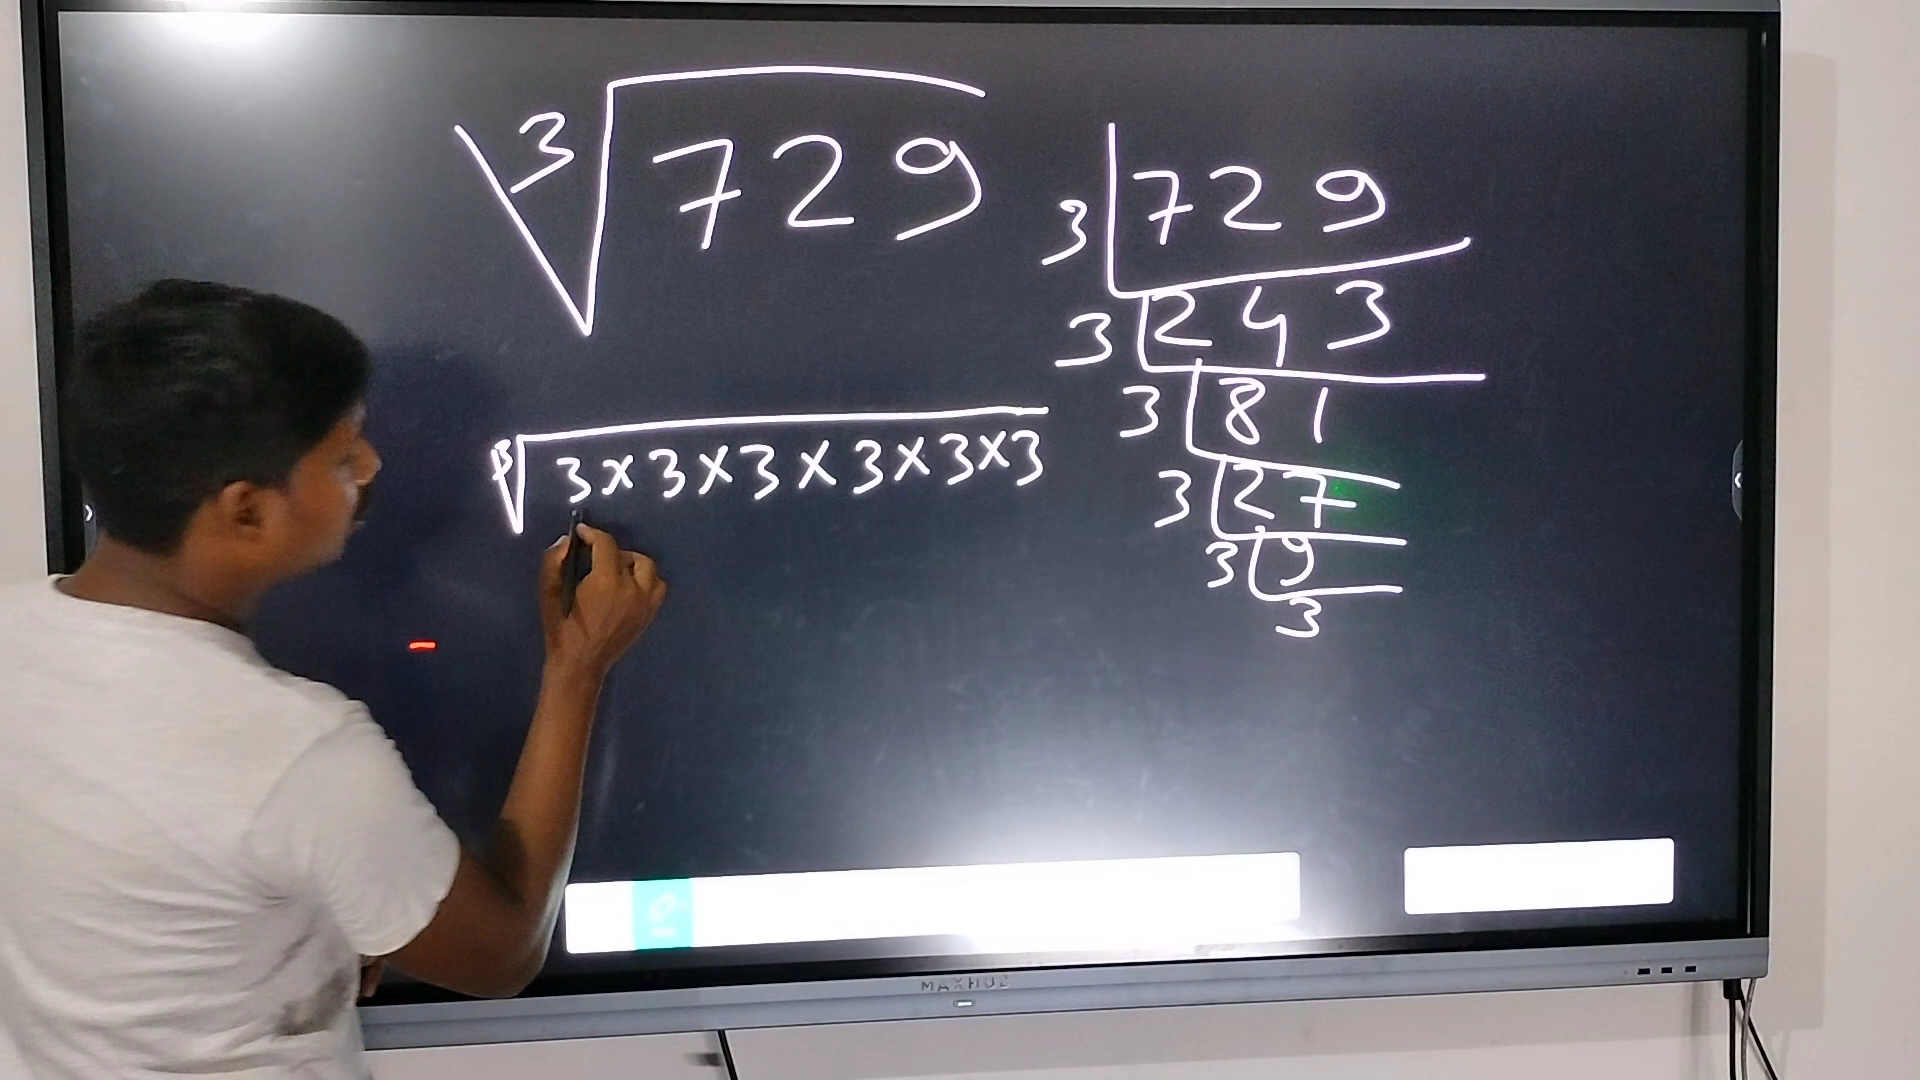 ∛729
3 | 729
3 | 243
3 | 81
3 | 27
3 | 9
3
∛3×3×3×3×3×3
MAXHUB